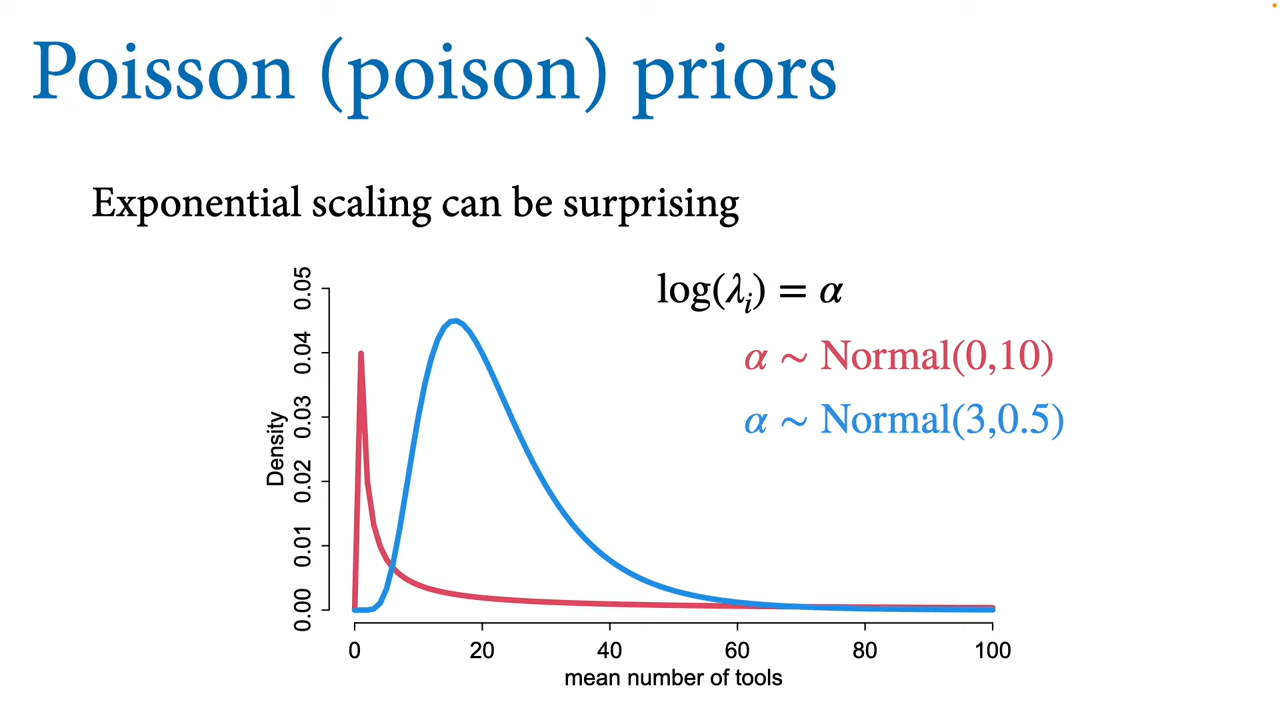 Poisson (poison) priors
Exponential scaling can be surprising
log(λᵢ) = α
α ~ Normal(0,10)
α ~ Normal(3,0.5)
Density
0.00 0.01 0.02 0.03 0.04 0.05
0 20 40 60 80 100
mean number of tools